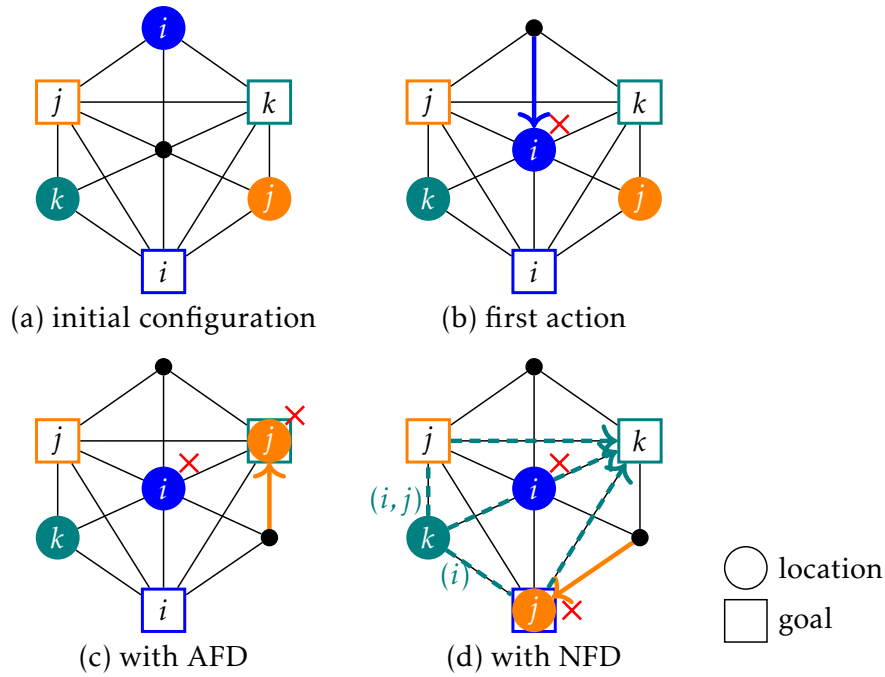 i
j
k
k
j
i
(a) initial configuration
j
k
i
k
j
i
(b) first action
j
j
i
k
i
(c) with AFD
j
k
i
(i, j)
k
(i)
j
(d) with NFD
location
goal